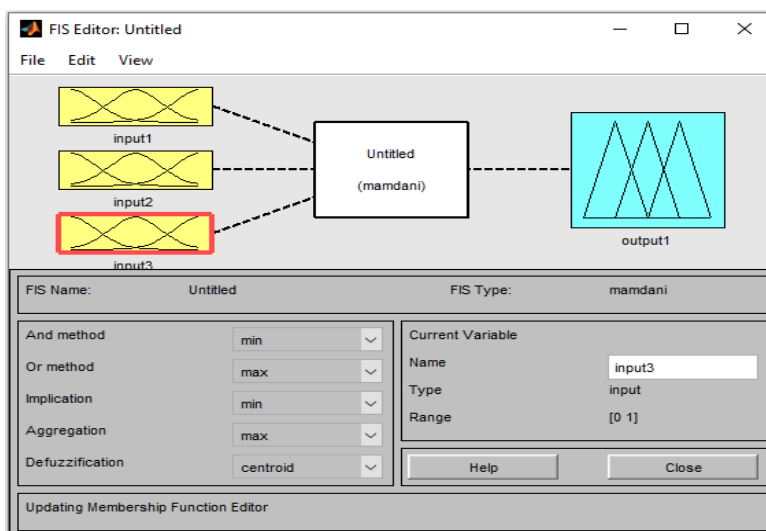 FIS Editor: Untitled
File Edit View
input1
input2
input3
Untitled
(mamdani)
output1
FIS Name: Untitled FIS Type: mamdani
And method min
Or method max
Implication min
Aggregation max
Defuzzification centroid
Current Variable
Name input3
Type input
Range [0 1]
Help Close
Updating Membership Function Editor